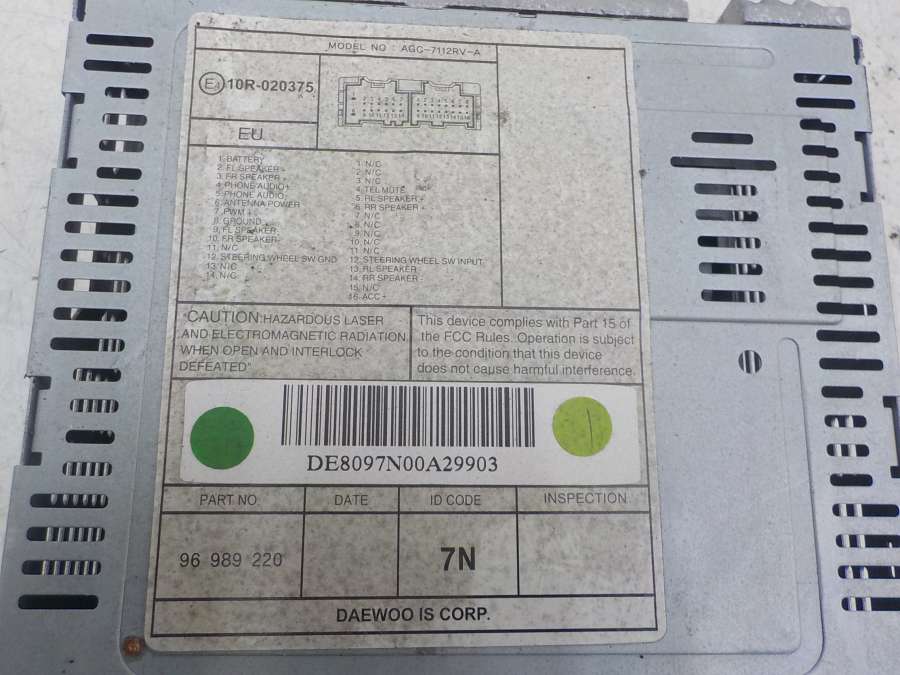 MODEL NO : AGC-7112RV-A
E4 10R-020375
EU
1. BATTERY
2. FL SPEAKER +
3. FR SPEAKER +
4. PHONE AUDIO+
5. PHONE AUDIO-
6. ANTENNA POWER
7. PWM +
8. GROUND
9. FL SPEAKER -
10. FR SPEAKER -
11. N/C
12. STEERING WHEEL SW GND
13. N/C
14. N/C
1. N/C
2. N/C
3. N/C
4. TEL MUTE
5. RL SPEAKER +
6. RR SPEAKER +
7. N/C
8. N/C
9. N/C
10. N/C
11. N/C
12. STEERING WHEEL SW INPUT
13. RL SPEAKER -
14. RR SPEAKER -
15. N/C
16. ACC +
"CAUTION:HAZARDOUS LASER
AND ELECTROMAGNETIC RADIATION
WHEN OPEN AND INTERLOCK
DEFEATED"
This device complies with Part 15 of
the FCC Rules. Operation is subject
to the condition that this device
does not cause harmful interference.
DE8097N00A29903
PART NO. DATE ID CODE INSPECTION
96 989 220 7N
DAEWOO IS CORP.